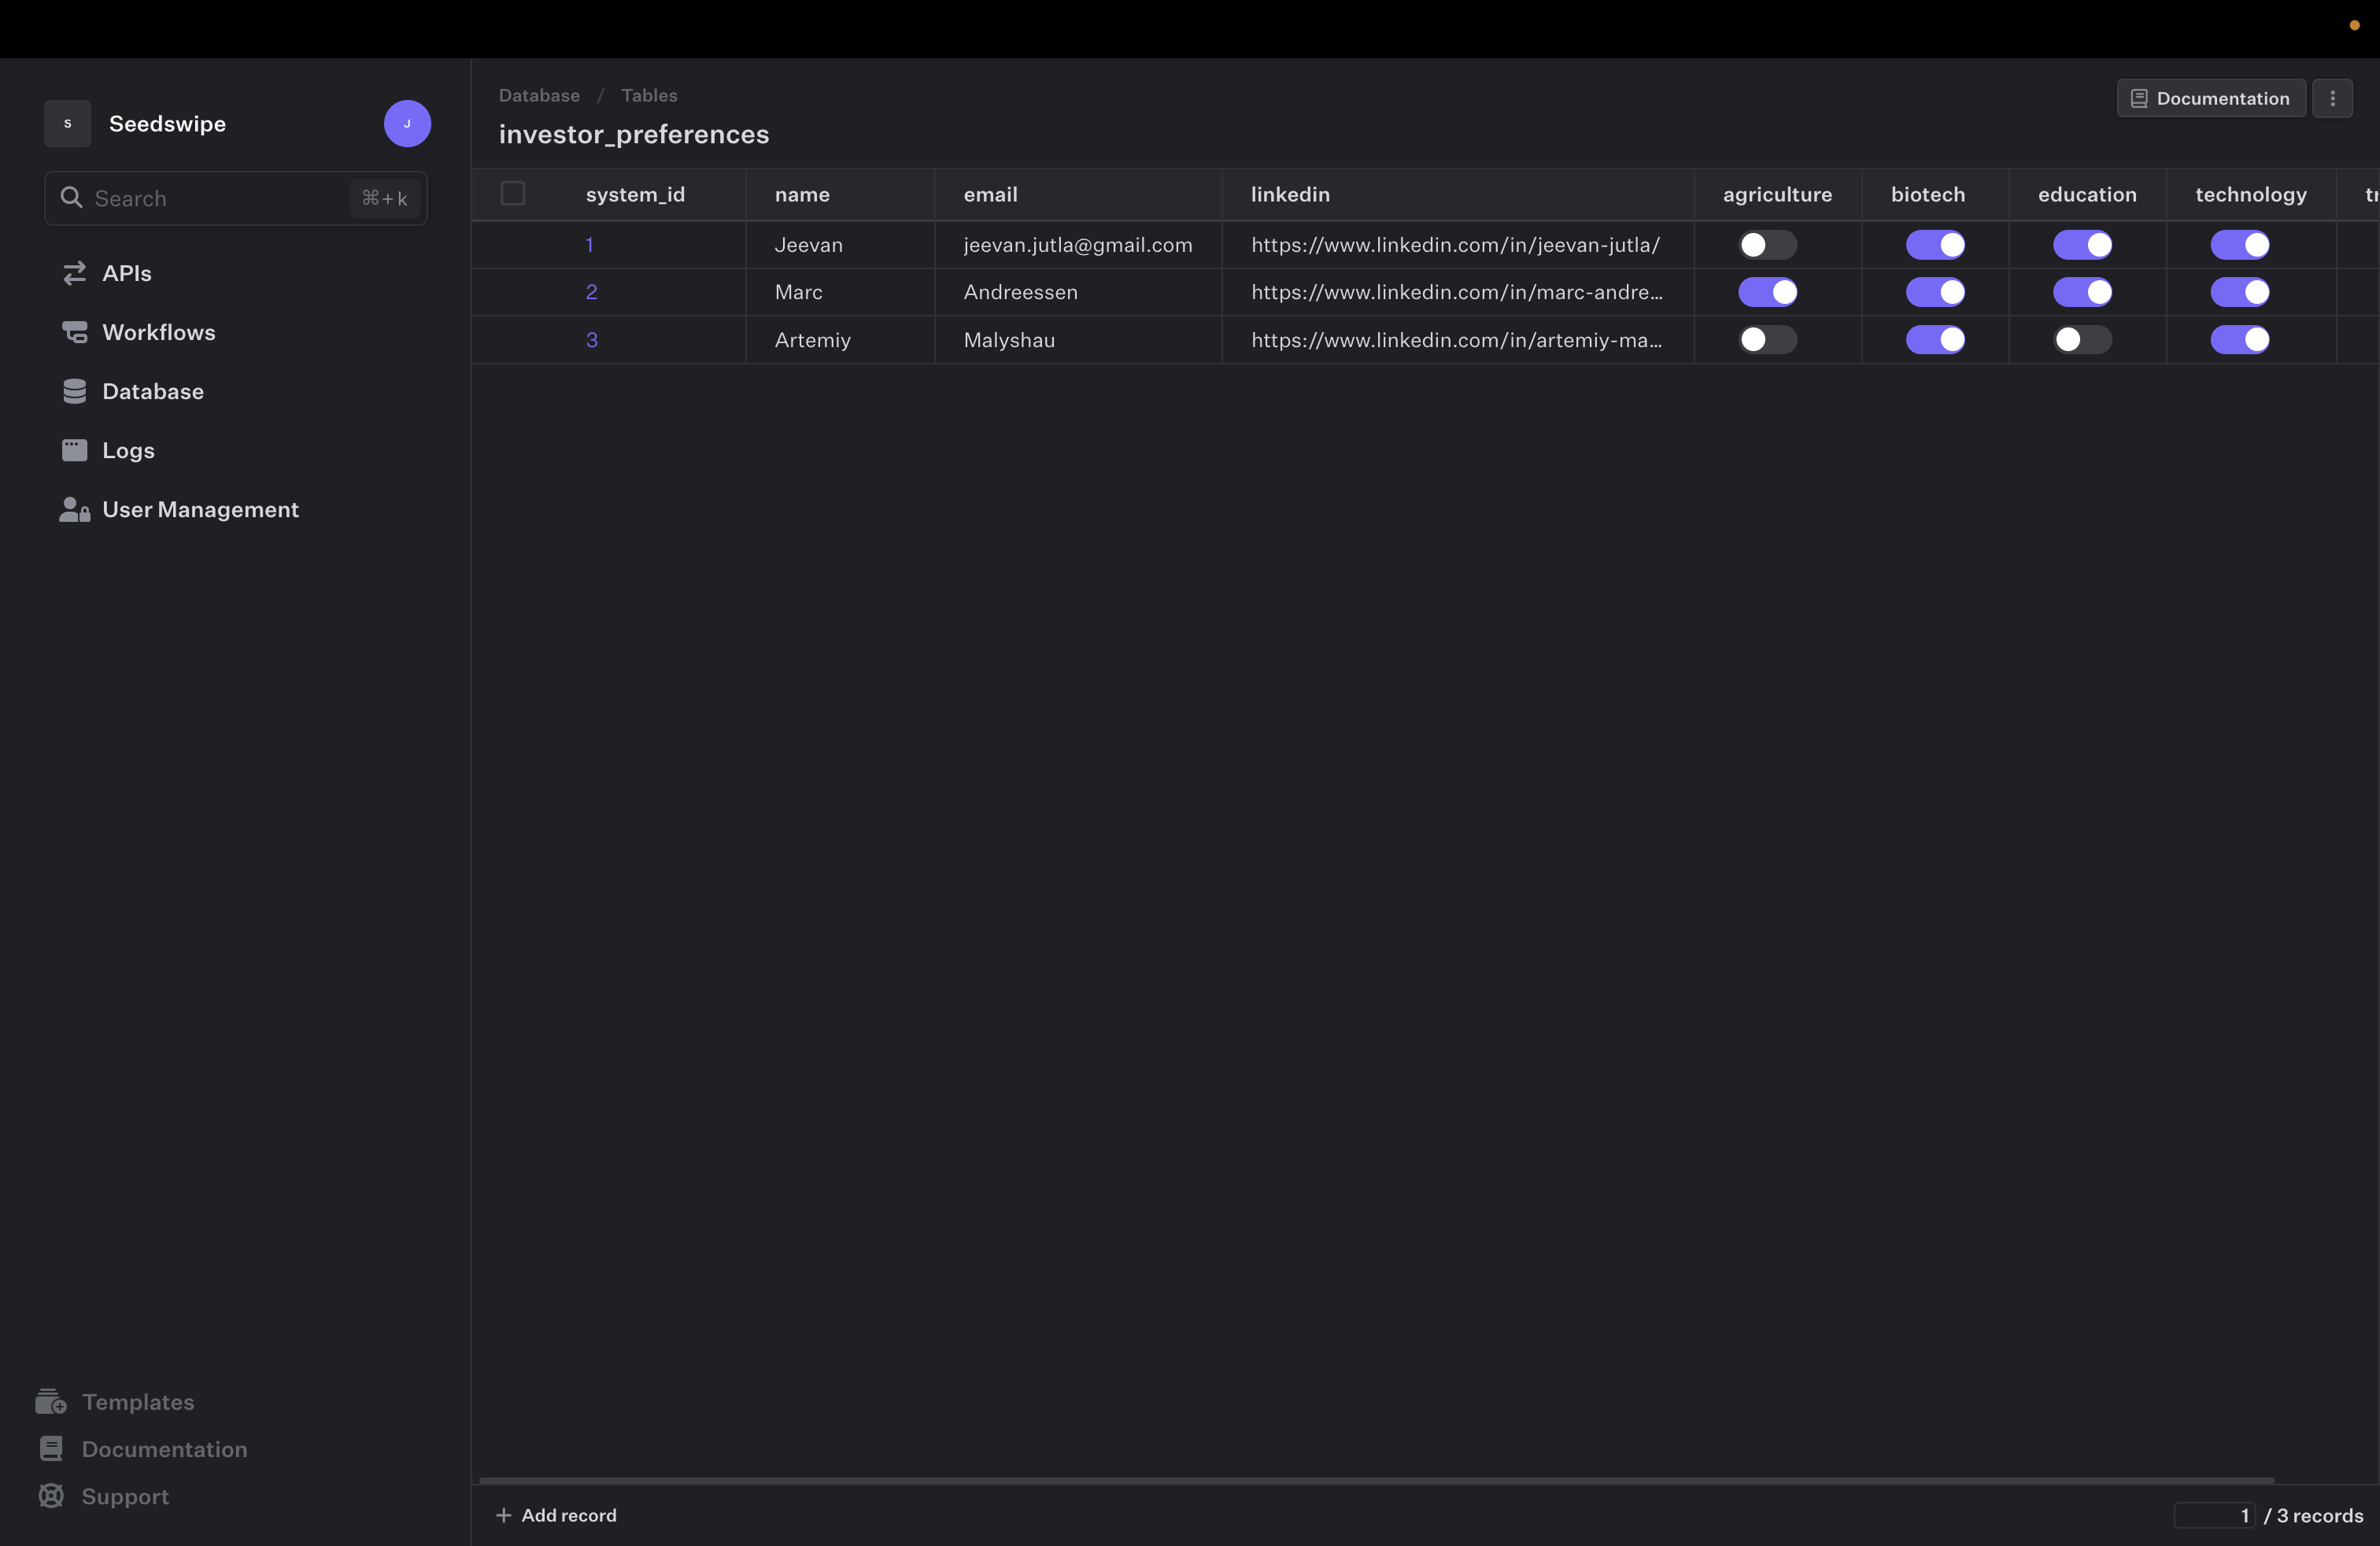 S
Seedswipe
J
Search
⌘+k
APIs
Workflows
Database
Logs
User Management
Templates
Documentation
Support
Database / Tables
investor_preferences
Documentation
system_id name email linkedin agriculture biotech education technology
1 Jeevan jeevan.jutla@gmail.com https://www.linkedin.com/in/jeevan-jutla/
2 Marc Andreessen https://www.linkedin.com/in/marc-andre...
3 Artemiy Malyshau https://www.linkedin.com/in/artemiy-ma...
+ Add record
1 / 3 records